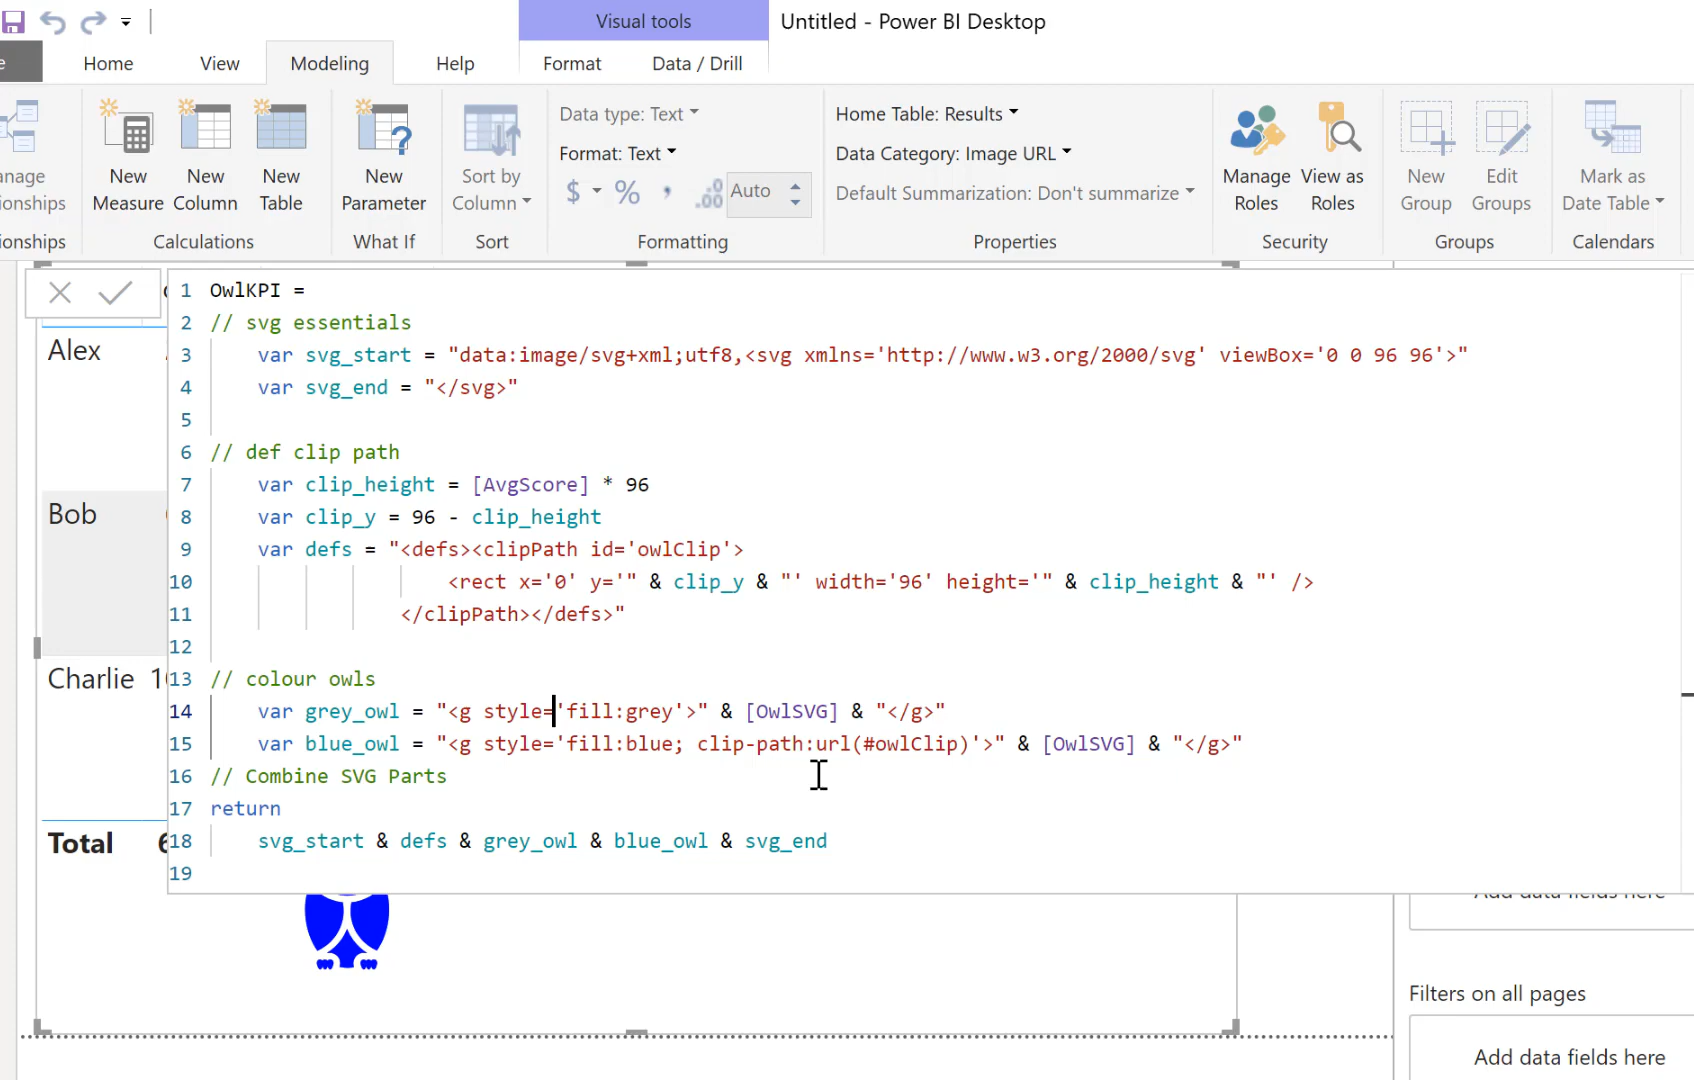 Visual tools
Untitled - Power BI Desktop
Home
View
Modeling
Help
Format
Data / Drill
New Measure
New Column
New Table
Calculations
New Parameter
What If
Sort by Column
Sort
Data type: Text
Format: Text
$ % , .00 Auto
Formatting
Home Table: Results
Data Category: Image URL
Default Summarization: Don't summarize
Properties
Manage Roles
View as Roles
Security
New Group
Edit Groups
Groups
Mark as Date Table
Calendars
Alex
Bob
Charlie
Total
1 OwlKPI =
2 // svg essentials
3 var svg_start = "data:image/svg+xml;utf8,<svg xmlns='http://www.w3.org/2000/svg' viewBox='0 0 96 96'>"
4 var svg_end = "</svg>"
5
6 // def clip path
7 var clip_height = [AvgScore] * 96
8 var clip_y = 96 - clip_height
9 var defs = "<defs><clipPath id='owlClip'>
10 <rect x='0' y='" & clip_y & "' width='96' height='" & clip_height & "' />
11 </clipPath></defs>"
12
13 // colour owls
14 var grey_owl = "<g style='fill:grey'>" & [OwlSVG] & "</g>"
15 var blue_owl = "<g style='fill:blue; clip-path:url(#owlClip)'>" & [OwlSVG] & "</g>"
16 // Combine SVG Parts
17 return
18 svg_start & defs & grey_owl & blue_owl & svg_end
19
Add data fields here
Filters on all pages
Add data fields here